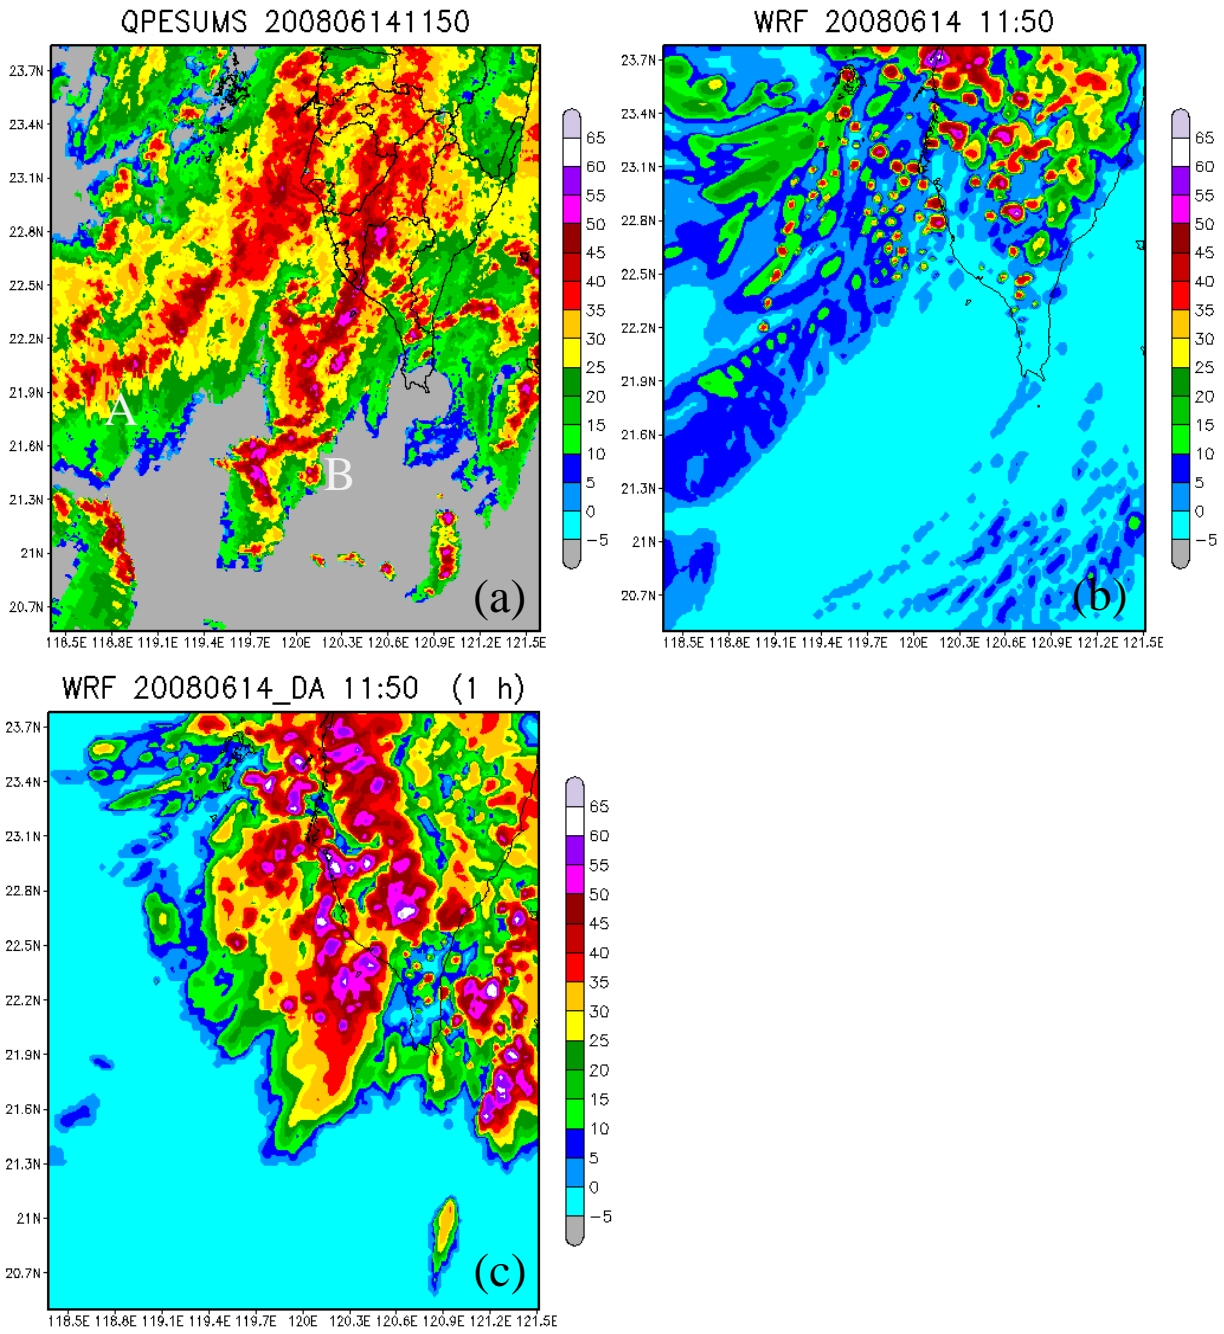 QPESUMS 200806141150
23.7N
23.4N
23.1N
22.8N
22.5N
22.2N
21.9N
21.6N
21.3N
21N
20.7N
118.5E 118.8E 119.1E 119.4E 119.7E 120E 120.3E 120.6E 120.9E 121.2E 121.5E
A
B
(a)
65
60
55
50
45
40
35
30
25
20
15
10
5
0
-5
WRF 20080614 11:50
23.7N
23.4N
23.1N
22.8N
22.5N
22.2N
21.9N
21.6N
21.3N
21N
20.7N
118.5E 118.8E 119.1E 119.4E 119.7E 120E 120.3E 120.6E 120.9E 121.2E 121.5E
(b)
65
60
55
50
45
40
35
30
25
20
15
10
5
0
-5
WRF 20080614_DA 11:50 (1 h)
23.7N
23.4N
23.1N
22.8N
22.5N
22.2N
21.9N
21.6N
21.3N
21N
20.7N
118.5E 118.8E 119.1E 119.4E 119.7E 120E 120.3E 120.6E 120.9E 121.2E 121.5E
(c)
65
60
55
50
45
40
35
30
25
20
15
10
5
0
-5